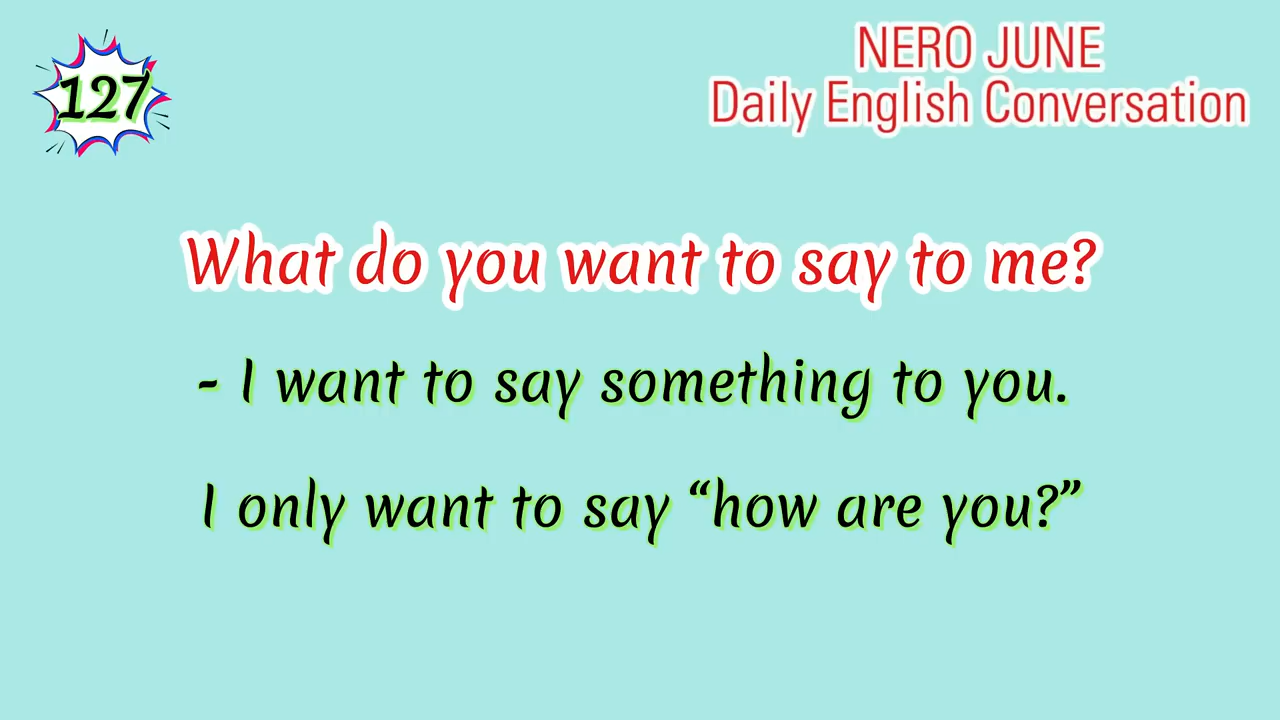 127
NERO JUNE
Daily English Conversation
What do you want to say to me?
- I want to say something to you.
I only want to say “how are you?”